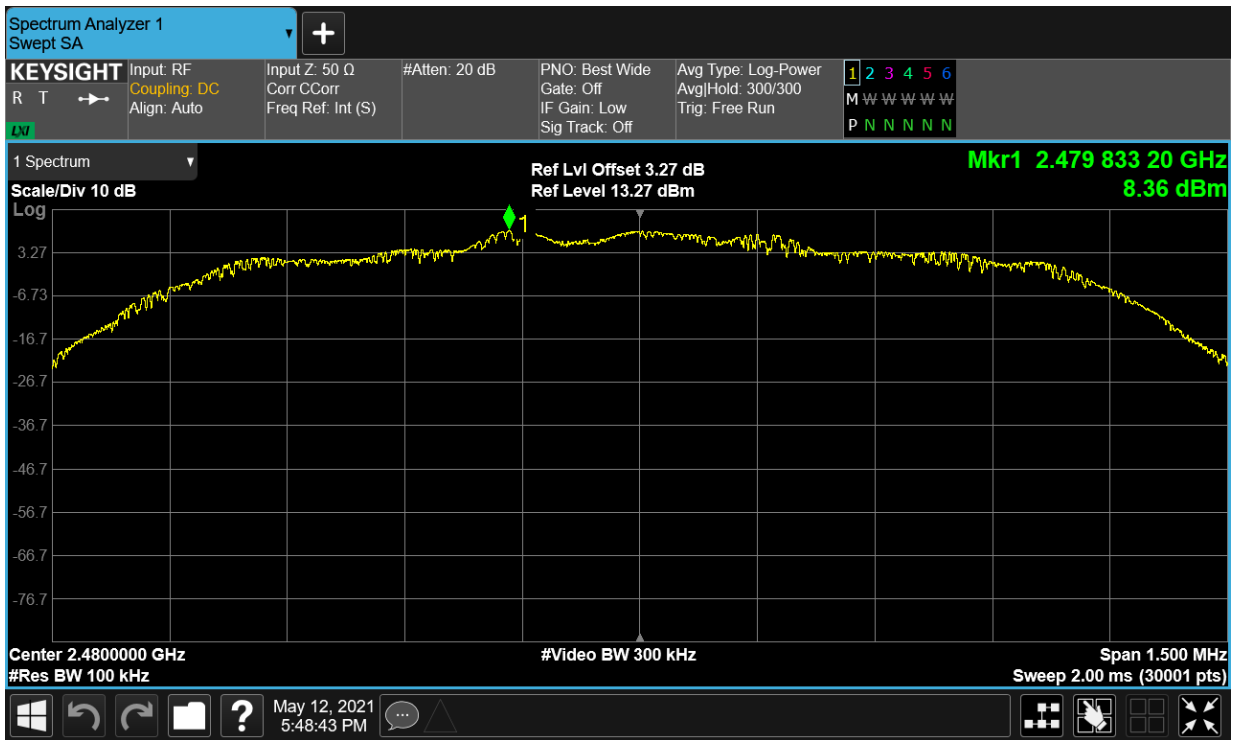 Spectrum Analyzer 1
Swept SA
KEYSIGHT
R T
LXI
Input: RF
Coupling: DC
Align: Auto
Input Z: 50 Ω
Corr CCorr
Freq Ref: Int (S)
#Atten: 20 dB
PNO: Best Wide
Gate: Off
IF Gain: Low
Sig Track: Off
Avg Type: Log-Power
Avg|Hold: 300/300
Trig: Free Run
1 2 3 4 5 6
M W W W W W
P N N N N N
1 Spectrum
Scale/Div 10 dB
Log
Ref Lvl Offset 3.27 dB
Ref Level 13.27 dBm
Mkr1 2.479 833 20 GHz
8.36 dBm
1
3.27
-6.73
-16.7
-26.7
-36.7
-46.7
-56.7
-66.7
-76.7
Center 2.4800000 GHz
#Res BW 100 kHz
#Video BW 300 kHz
Span 1.500 MHz
Sweep 2.00 ms (30001 pts)
?
May 12, 2021
5:48:43 PM